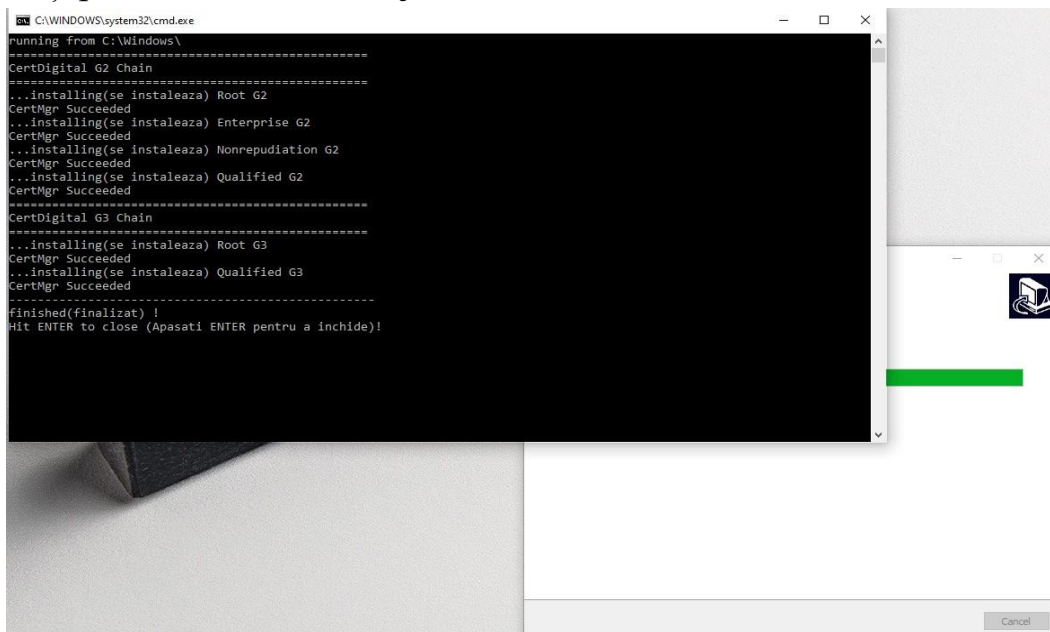 C:\WINDOWS\system32\cmd.exe
running from C:\Windows\
==================================================
CertDigital G2 Chain
==================================================
...installing(se instaleaza) Root G2
CertMgr Succeeded
...installing(se instaleaza) Enterprise G2
CertMgr Succeeded
...installing(se instaleaza) Nonrepudiation G2
CertMgr Succeeded
...installing(se instaleaza) Qualified G2
CertMgr Succeeded
==================================================
CertDigital G3 Chain
==================================================
...installing(se instaleaza) Root G3
CertMgr Succeeded
...installing(se instaleaza) Qualified G3
CertMgr Succeeded
---------------------------------------------------
finished(finalizat) !
Hit ENTER to close (Apasati ENTER pentru a inchide)!
Cancel